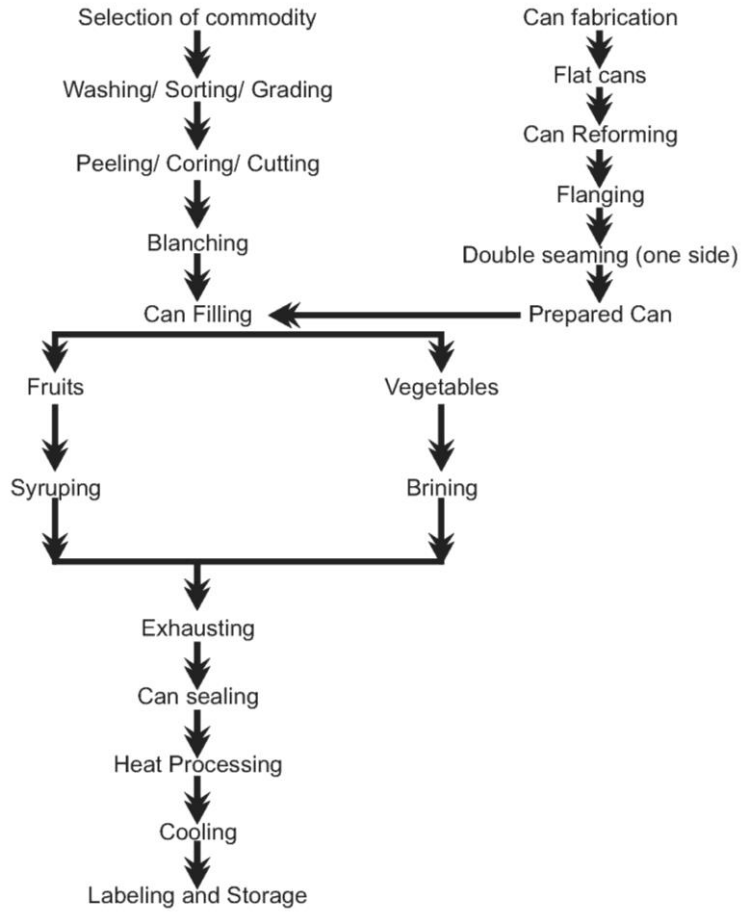 Selection of commodity
Washing/ Sorting/ Grading
Peeling/ Coring/ Cutting
Blanching
Can Filling
Can fabrication
Flat cans
Can Reforming
Flanging
Double seaming (one side)
Prepared Can
Fruits
Vegetables
Syruping
Brining
Exhausting
Can sealing
Heat Processing
Cooling
Labeling and Storage